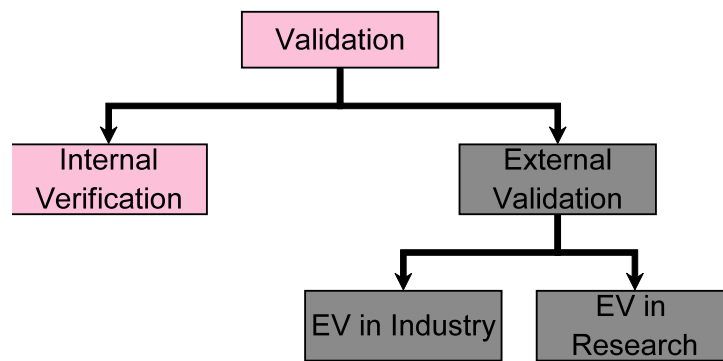 Validation
Internal
Verification
External
Validation
EV in Industry
EV in
Research